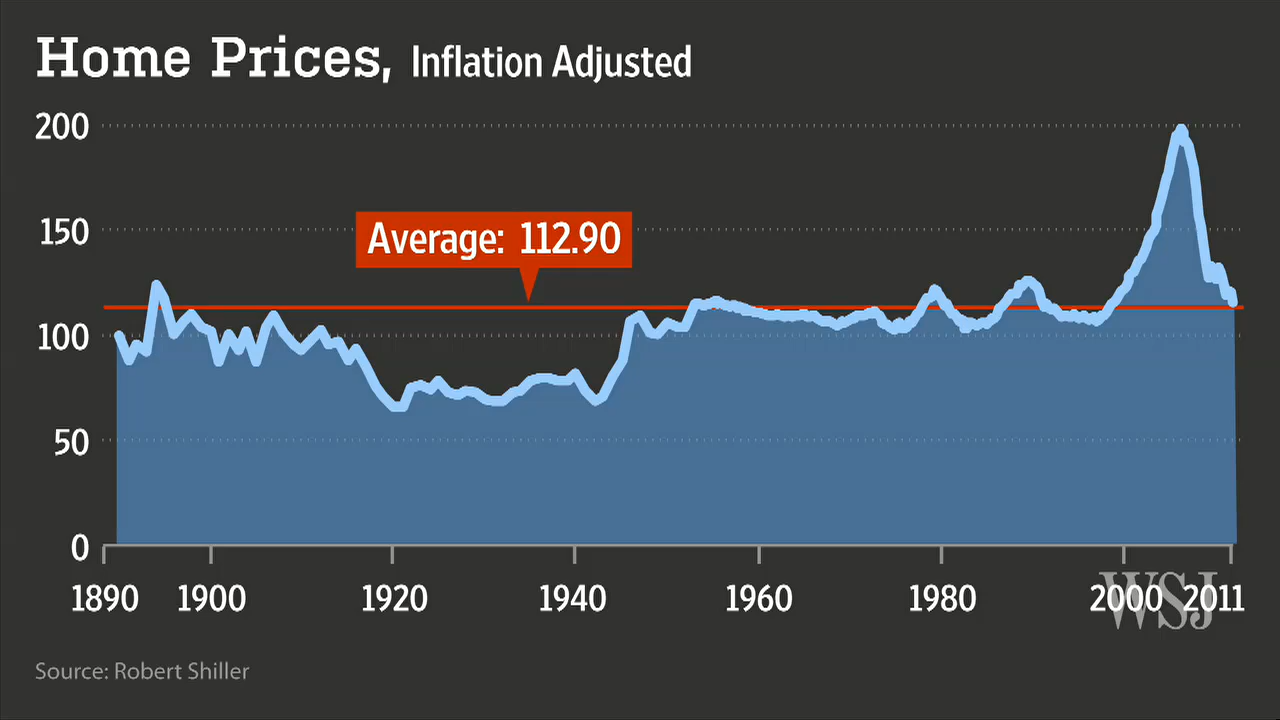 Home Prices, Inflation Adjusted
200
150
Average: 112.90
100
50
0
1890 1900 1920 1940 1960 1980 2000 2011
WSJ
Source: Robert Shiller